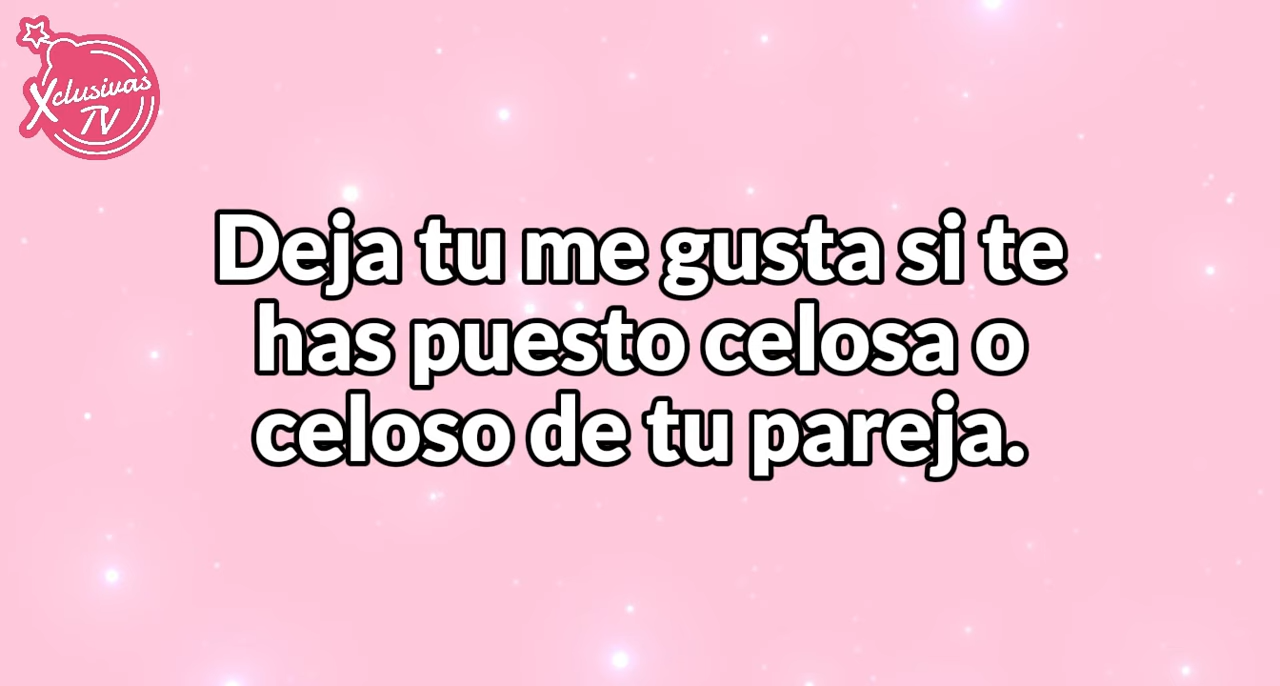 Xclusivas
TV
Deja tu me gusta si te
has puesto celosa o
celoso de tu pareja.